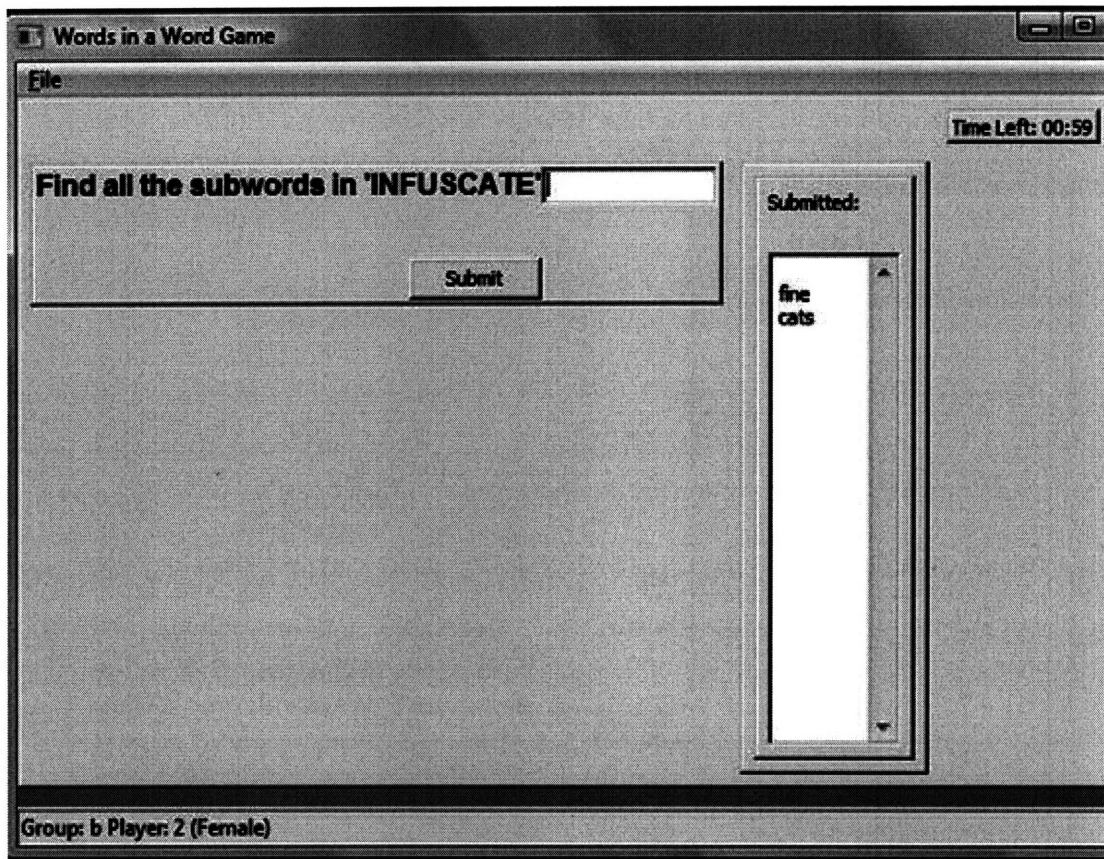 Words in a Word Game
File
Time Left: 00:59
Find all the subwords in 'INFUSCATE'
Submit
Submitted:
fine
cats
Group: b Player: 2 (Female)